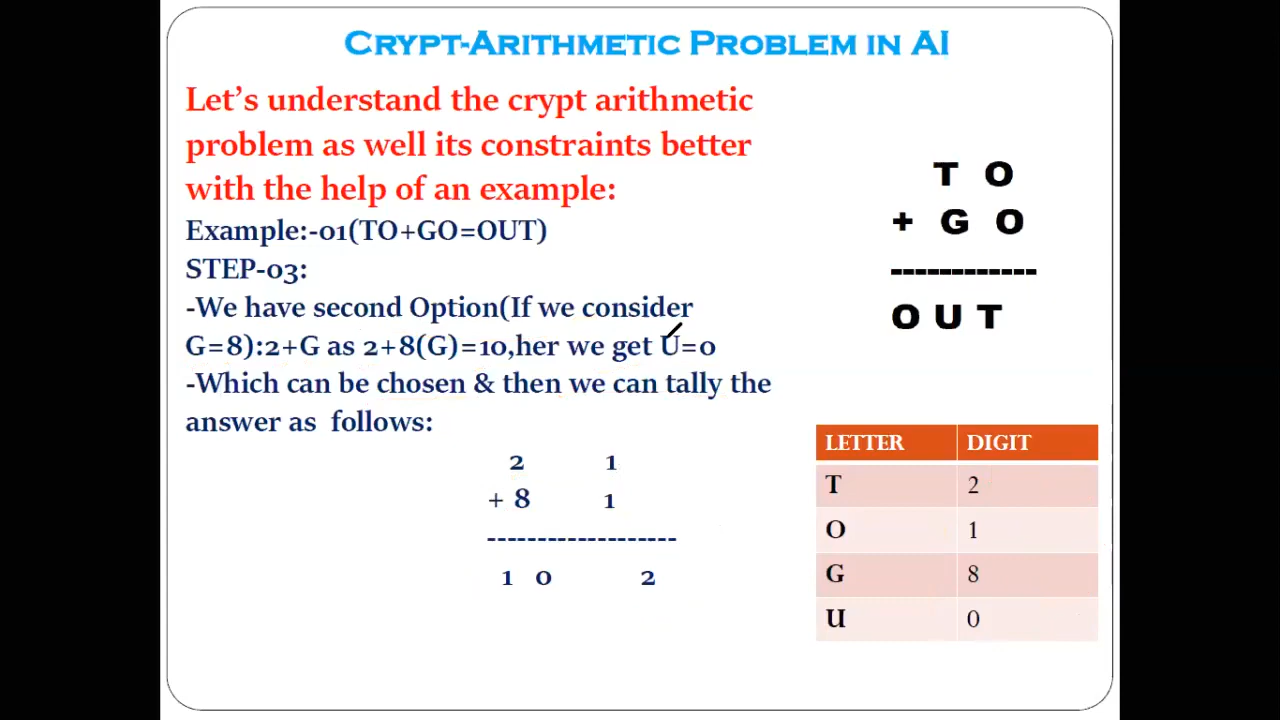 CRYPT-ARITHMETIC PROBLEM IN AI
Let's understand the crypt arithmetic
problem as well its constraints better
with the help of an example:
Example:-01(TO+GO=OUT)
STEP-03:
-We have second Option(If we consider
G=8):2+G as 2+8(G)=10,her we get U=0
-Which can be chosen & then we can tally the
answer as follows:
2 1
+ 8 1
-------------------
1 0 2
T O
+ G O
------------
O U T
LETTER DIGIT
T 2
O 1
G 8
U 0